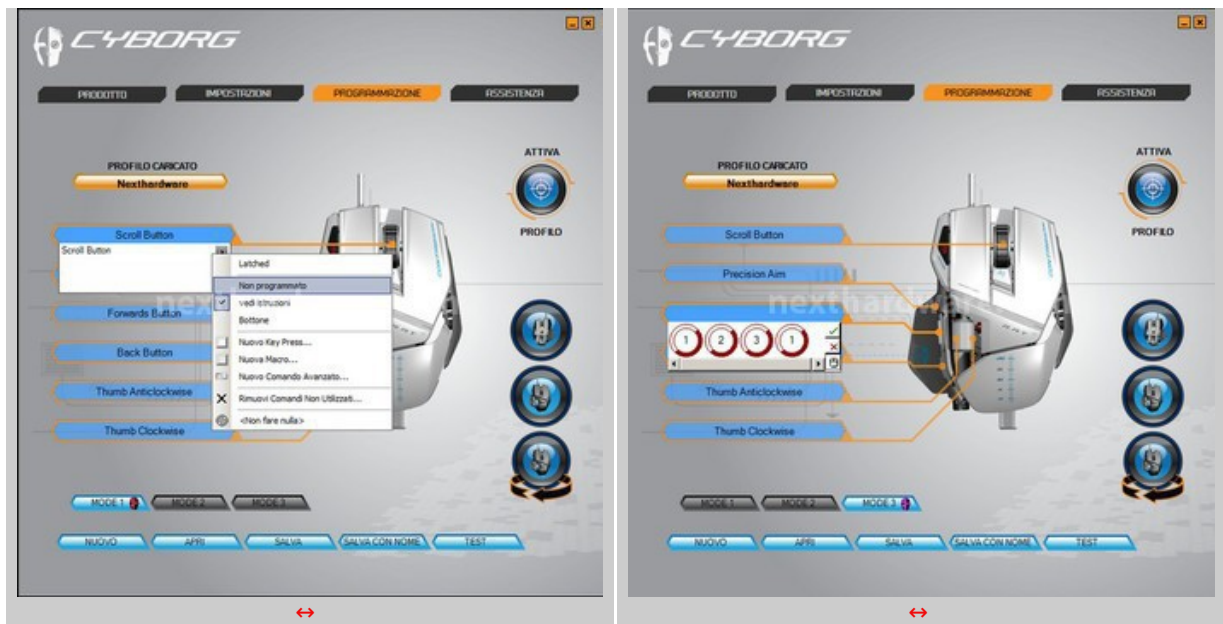 CYBORG
PRODOTTO IMPOSTAZIONI PROGRAMMAZIONE ASSISTENZA
PROFILO CARICATO
Nexthardware
ATTIVA
PROFILO
Scroll Button
Scroll Button
Latched
Non programmato
vedi istruzioni
Bottone
Nuovo Key Press...
Nuova Macro...
Nuovo Comando Avanzato...
Rimuovi Comandi Non Utilizzati...
<Non fare nulla>
Forwards Button
Back Button
Thumb Anticlockwise
Thumb Clockwise
MODE 1 MODE 2 MODE 3
NUOVO APRI SALVA SALVA CON NOME TEST
CYBORG
PRODOTTO IMPOSTAZIONI PROGRAMMAZIONE ASSISTENZA
PROFILO CARICATO
Nexthardware
ATTIVA
PROFILO
Scroll Button
Precision Aim
nexthardware
1 2 3 1
Thumb Anticlockwise
Thumb Clockwise
MODE 1 MODE 2 MODE 3
NUOVO APRI SALVA SALVA CON NOME TEST